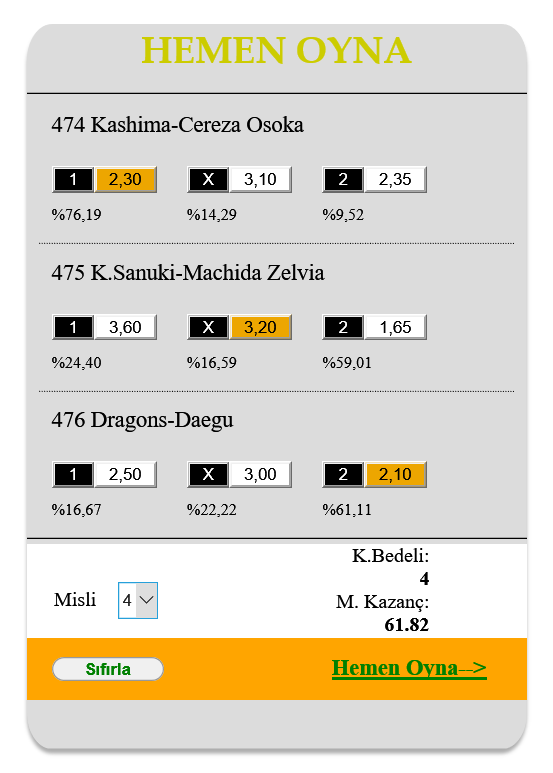 HEMEN OYNA
474 Kashima-Cereza Osoka
1 2,30 X 3,10 2 2,35
%76,19 %14,29 %9,52
475 K.Sanuki-Machida Zelvia
1 3,60 X 3,20 2 1,65
%24,40 %16,59 %59,01
476 Dragons-Daegu
1 2,50 X 3,00 2 2,10
%16,67 %22,22 %61,11
K.Bedeli:
4
Misli 4
M. Kazanç:
61.82
Sıfırla Hemen Oyna-->